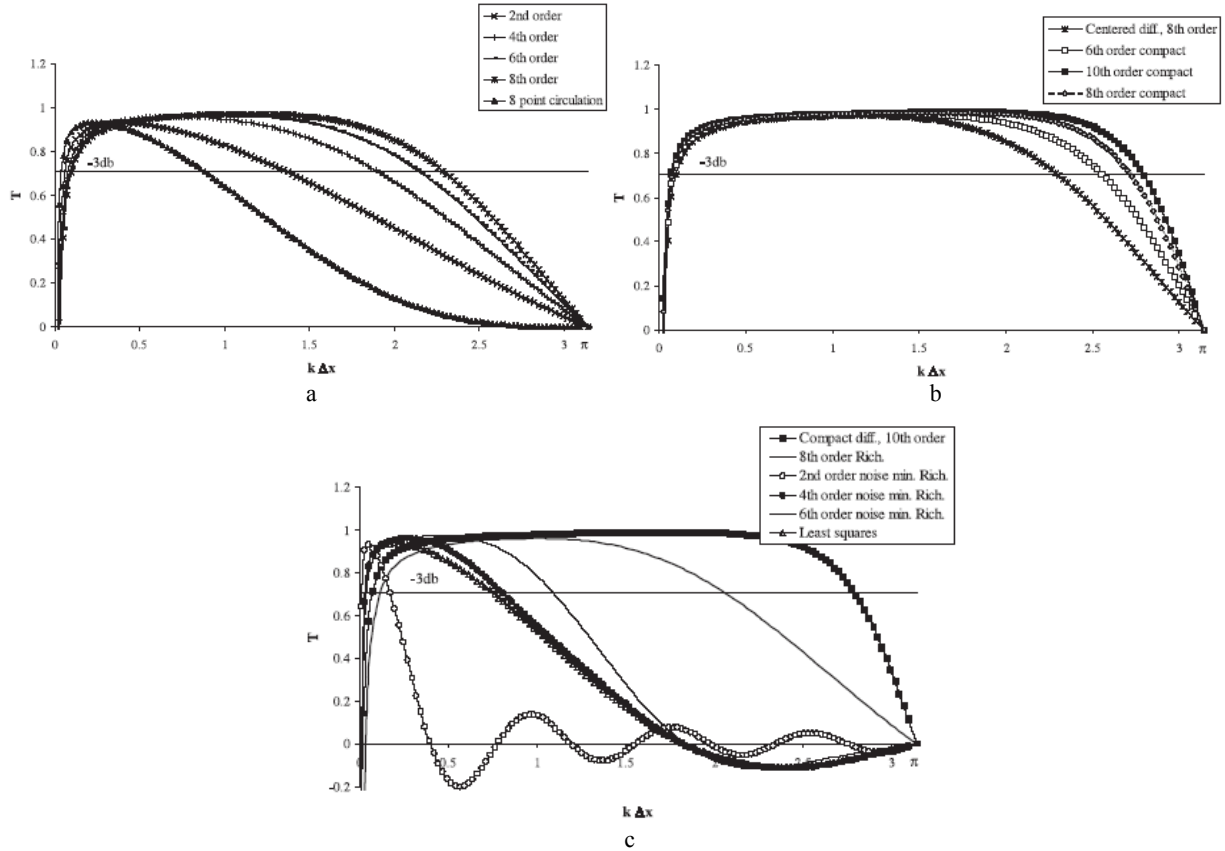 2nd order
4th order
6th order
8th order
8 point circulation
1.2
1
0.8
0.6
0.4
0.2
0
T
-3db
0 0.5 1 1.5 2 2.5 3 π
k Δx
a
Centered diff., 8th order
6th order compact
10th order compact
8th order compact
1.2
1
0.8
0.6
0.4
0.2
0
T
-3db
0 0.5 1 1.5 2 2.5 3 π
k Δx
b
Compact diff., 10th order
8th order Rich.
2nd order noise min. Rich.
4th order noise min. Rich.
6th order noise min. Rich.
Least squares
1.2
1
0.8
0.6
0.4
0.2
0
-0.2
T
-3db
0 0.5 1 1.5 2 2.5 3 π
k Δx
c